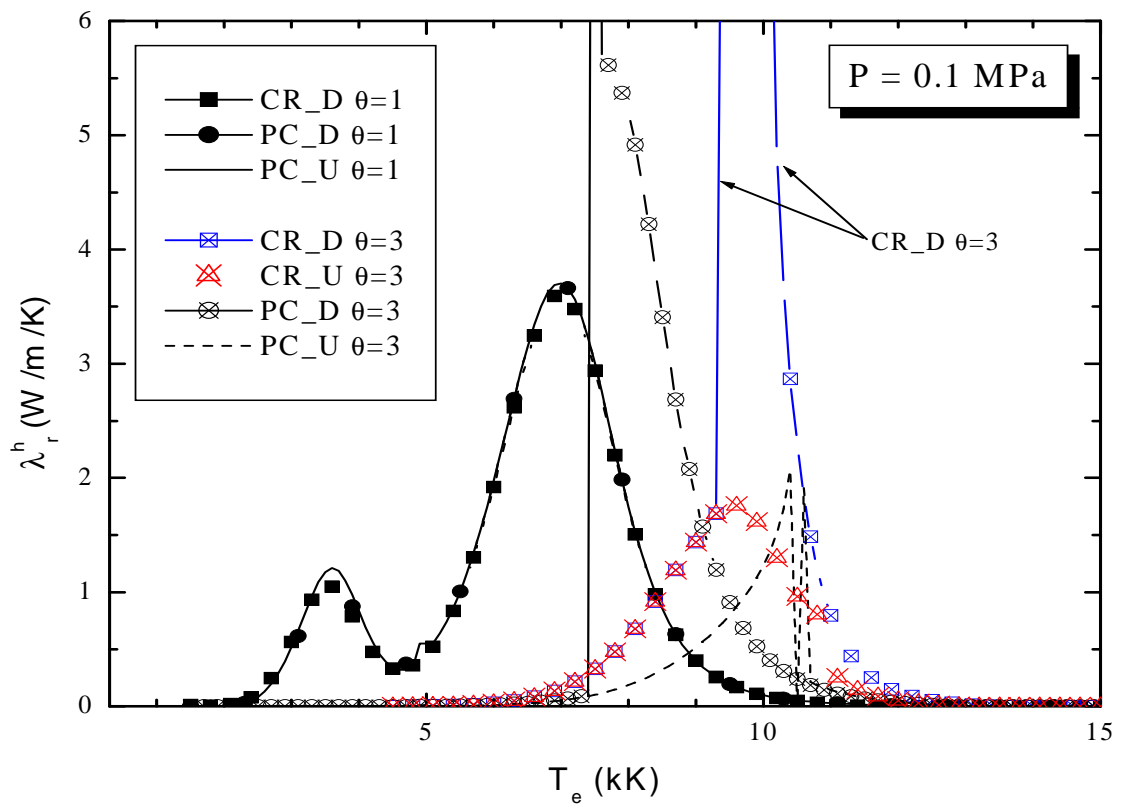 6
5
4
3
2
1
0
λ_r^h (W /m /K)
CR_D θ=1
PC_D θ=1
PC_U θ=1
CR_D θ=3
CR_U θ=3
PC_D θ=3
PC_U θ=3
P = 0.1 MPa
CR_D θ=3
5 10 15
T_e (kK)